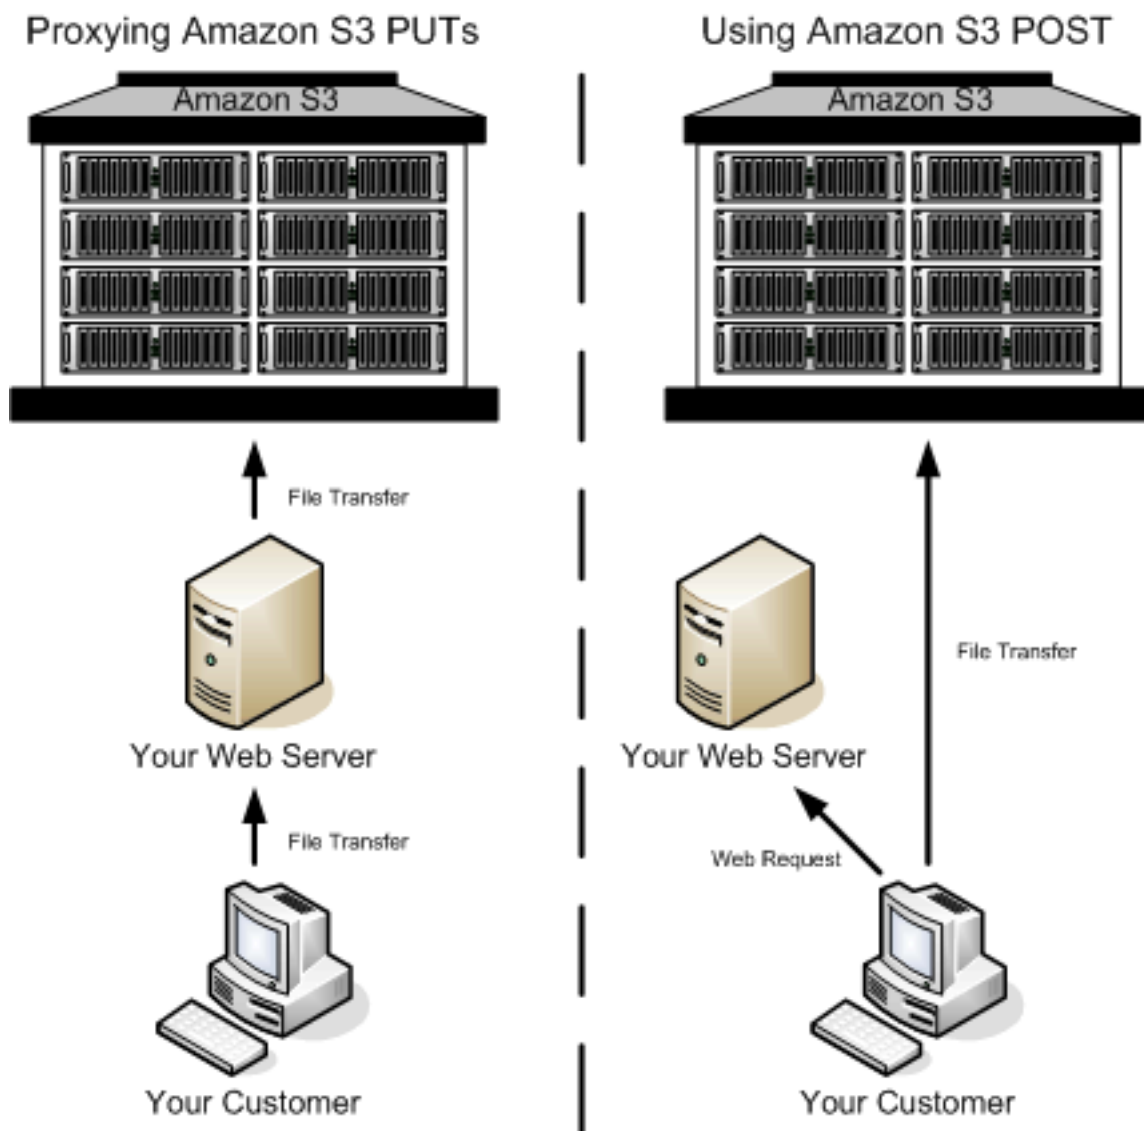 Proxying Amazon S3 PUTs
Amazon S3
File Transfer
Your Web Server
File Transfer
Your Customer
Using Amazon S3 POST
Amazon S3
File Transfer
Your Web Server
Web Request
Your Customer